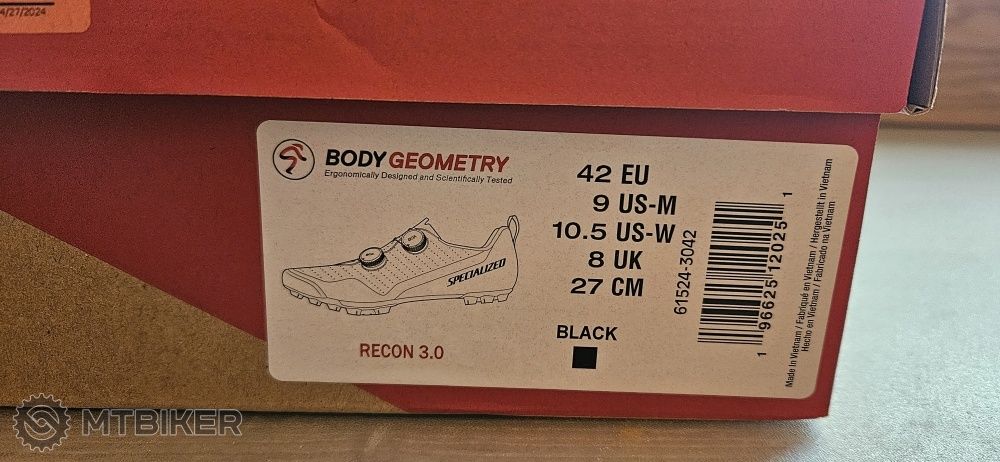 4/27/2024
BODY GEOMETRY
Ergonomically Designed and Scientifically Tested
SPECIALIZED
RECON 3.0
42 EU
9 US-M
10.5 US-W
8 UK
27 CM
BLACK
61524-3042
1 96625 12025 1
Made in Vietnam / Fabriqué en Vietnam / Hergestellt in Vietnam
Hecho en Vietnam / Fabricado na Vietnam
MTBIKER